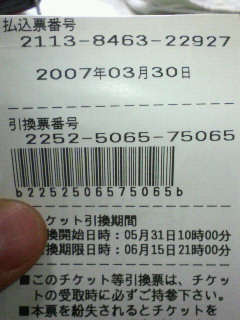 払込票番号
2113-8463-22927
2007年03月30日
引換票番号
2252-5065-75065
b2252506575065b
ケット引換期間
換開始日時：05月31日10時00分
換期限日時：06月15日21時00分
■このチケット等引換票は、チケッ
トの受取時に必ずご持参下さい。
■本票を紛失されるとチケットを